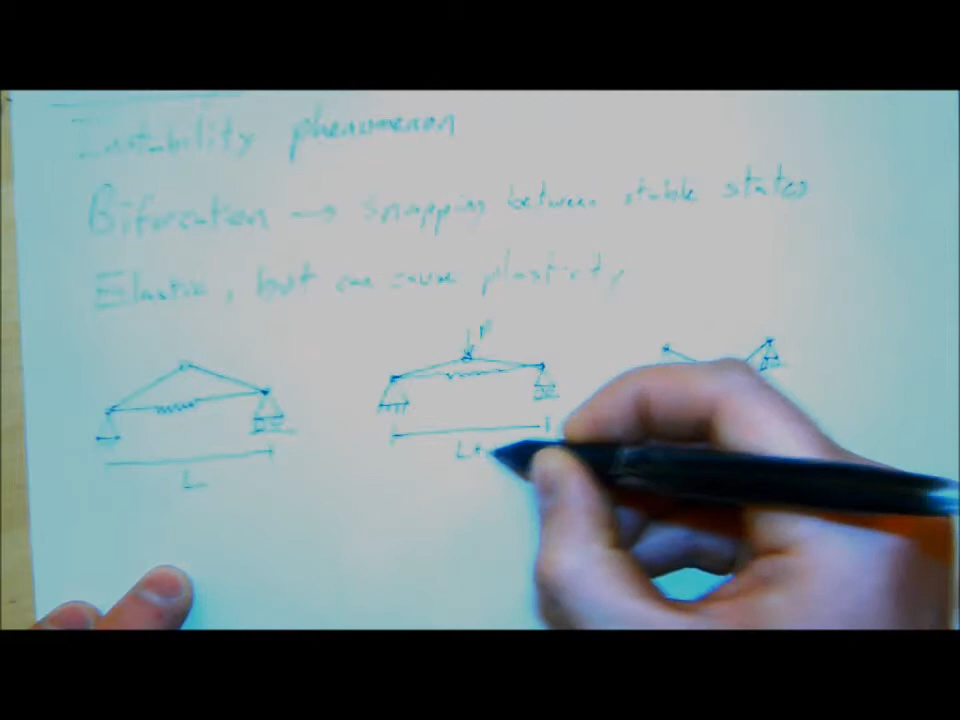 Instability phenomenon
Bifurcation → snapping between stable states
Elastic, but can cause plasticity
P
L
L+